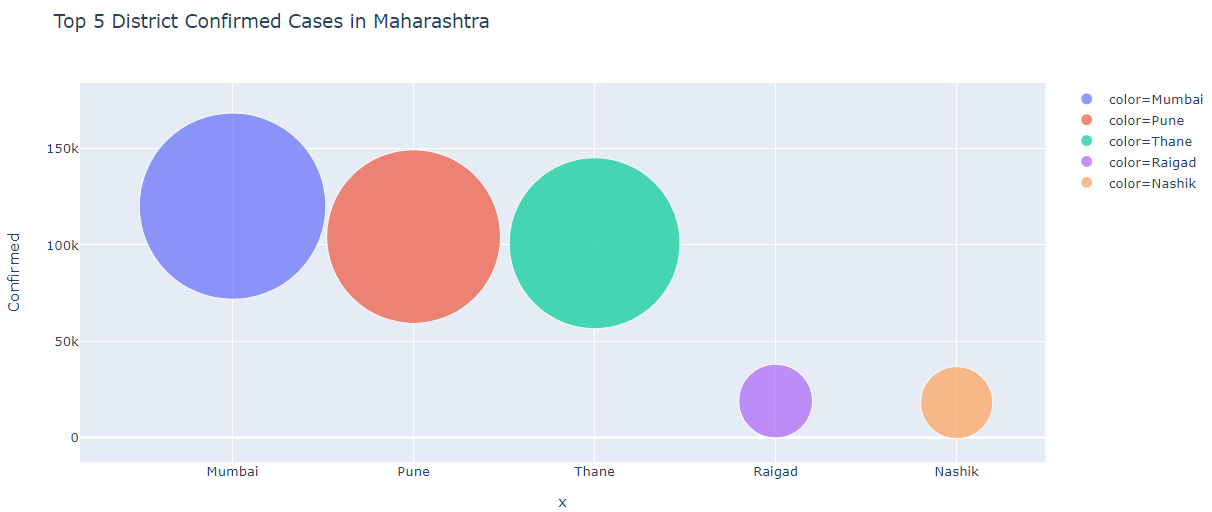 Top 5 District Confirmed Cases in Maharashtra
color=Mumbai
color=Pune
color=Thane
color=Raigad
color=Nashik
150k
100k
50k
0
Confirmed
Mumbai Pune Thane Raigad Nashik
x